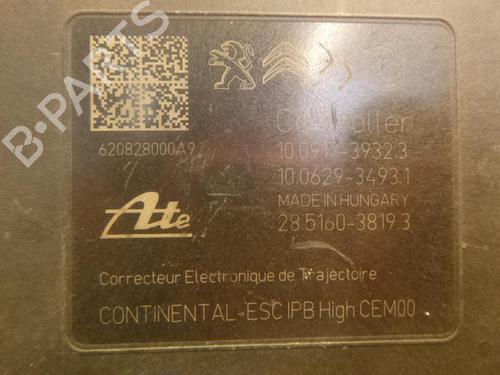 B-PARTS
Controller
620828000A9
10.0917-3932.3
10.0629-3493.1
MADE IN HUNGARY
Ate
28.5160-3819.3
Correcteur Electronique de Trajectoire
CONTINENTAL-ESC IPB High CEM00